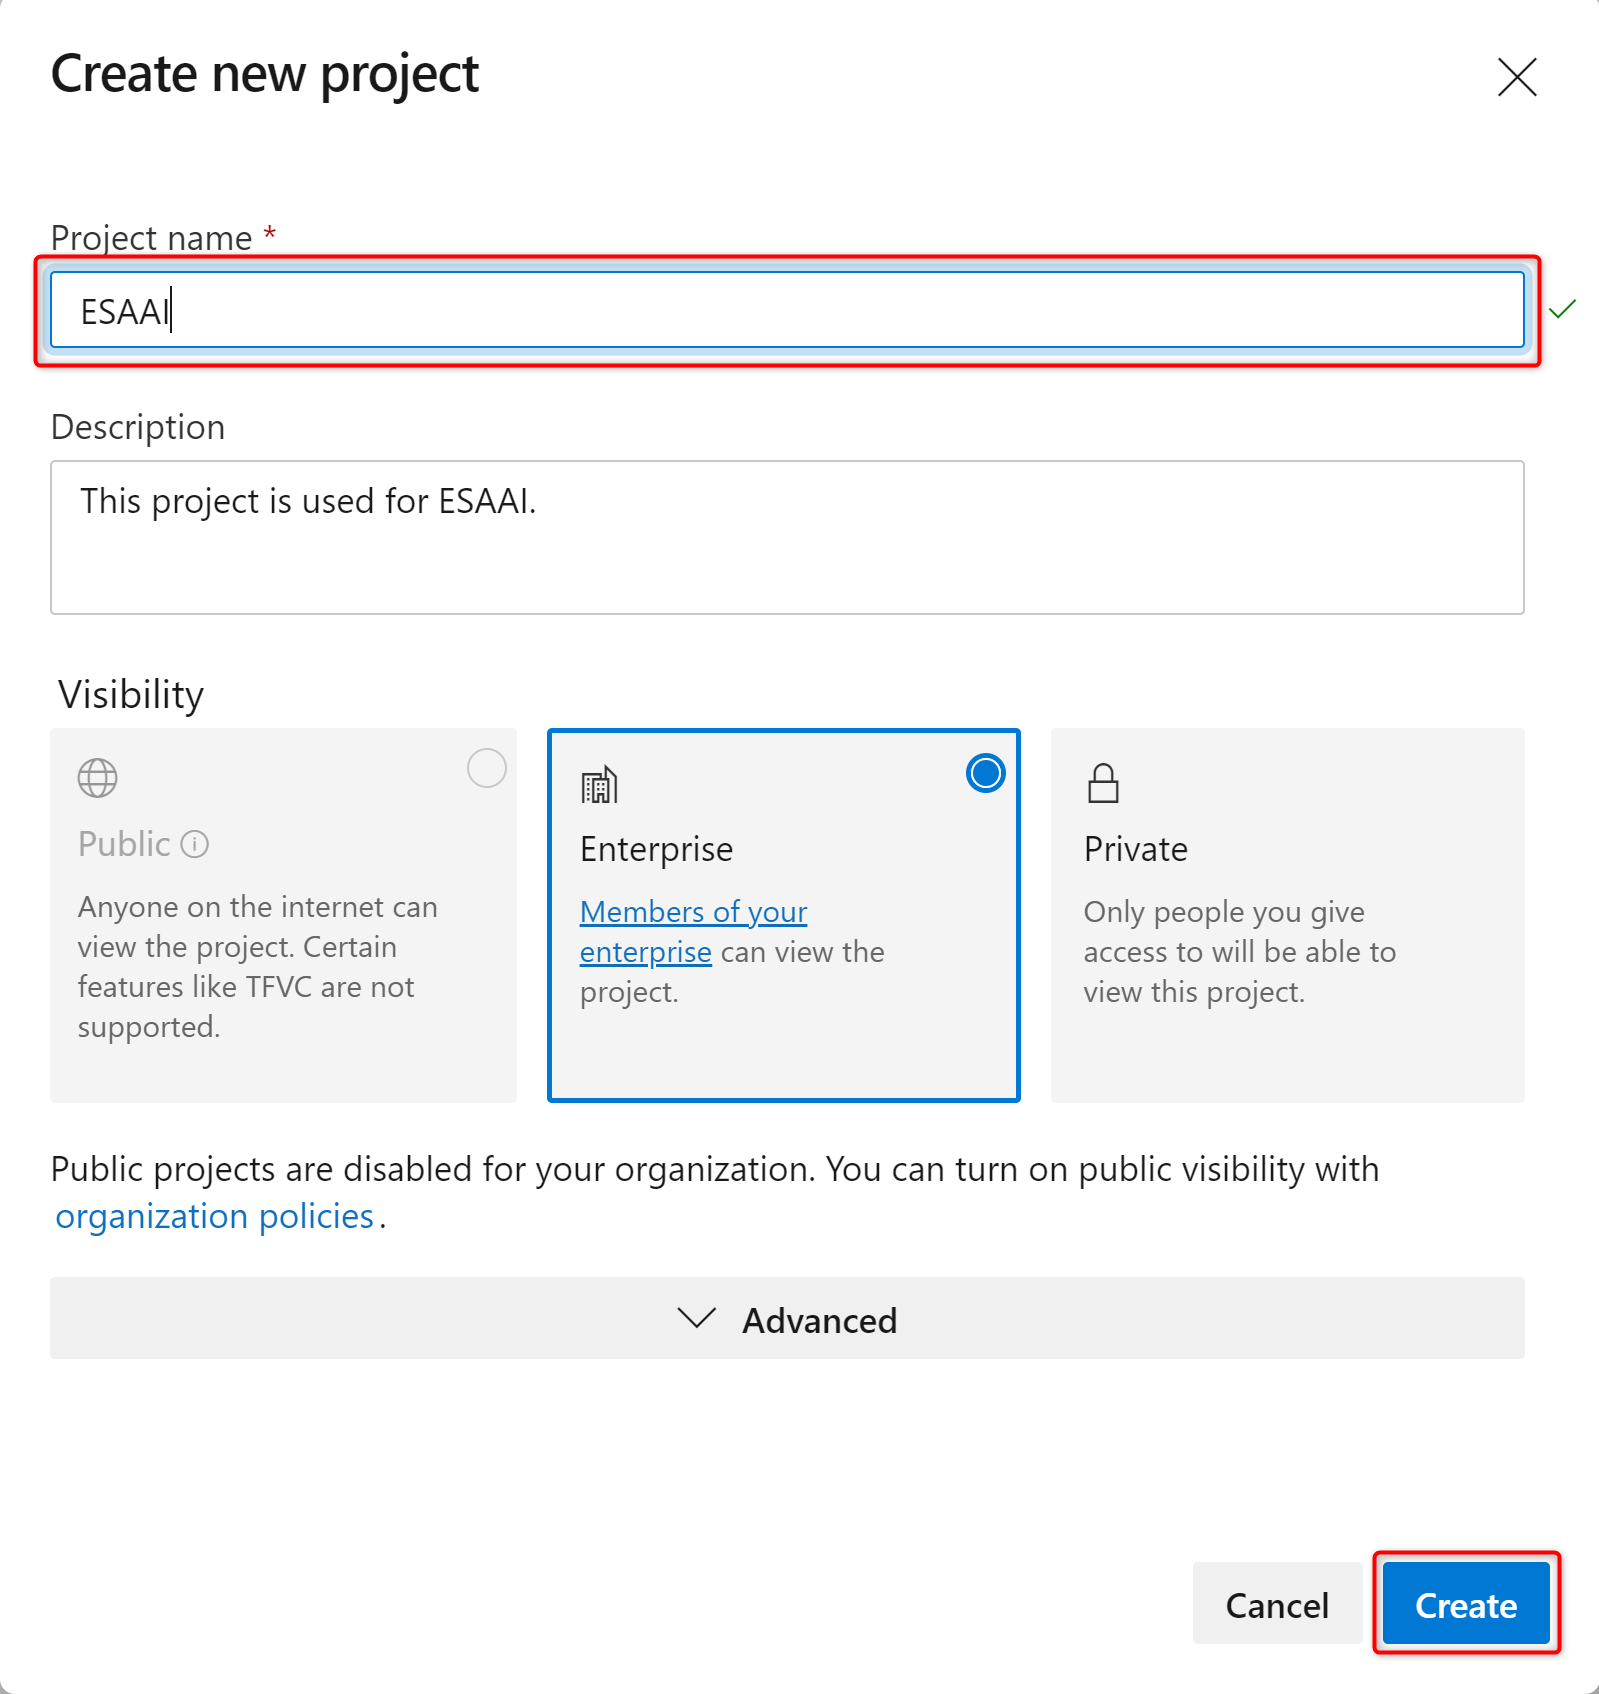 Create new project
Project name *
ESAAI
Description
This project is used for ESAAI.
Visibility
Public
Anyone on the internet can
view the project. Certain
features like TFVC are not
supported.
Enterprise
Members of your
enterprise can view the
project.
Private
Only people you give
access to will be able to
view this project.
Public projects are disabled for your organization. You can turn on public visibility with
organization policies.
Advanced
Cancel
Create